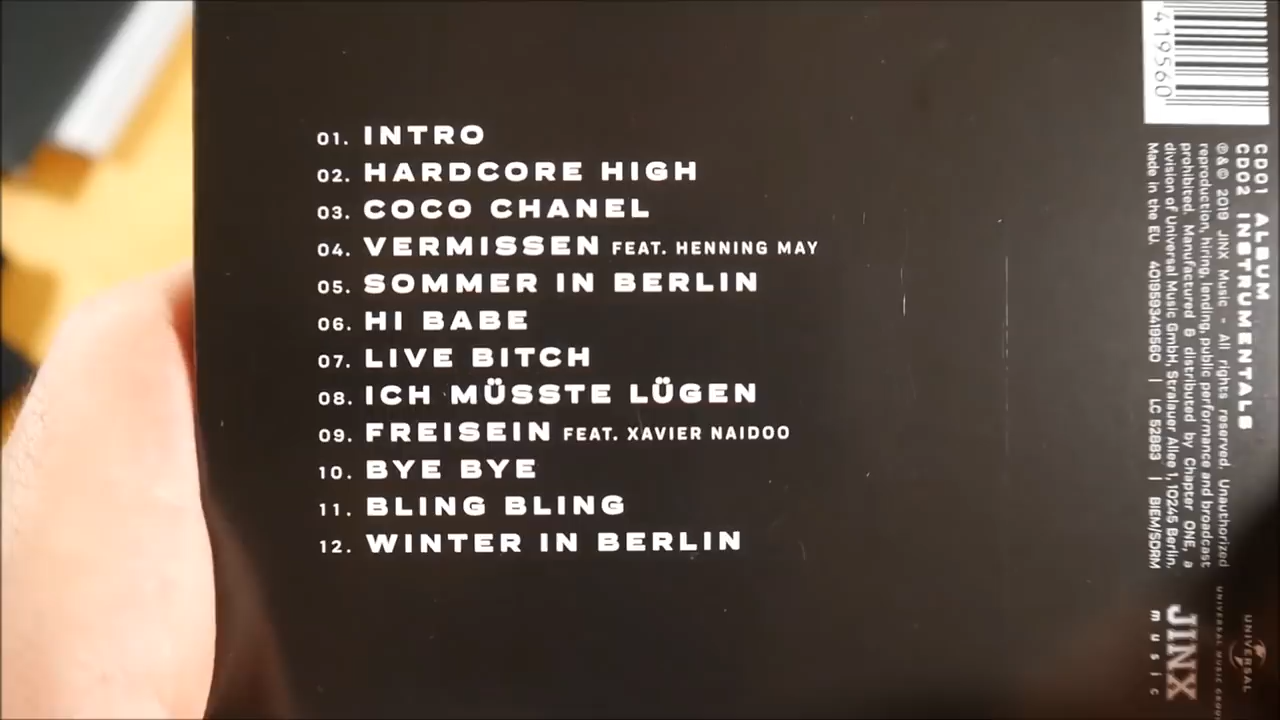 01. INTRO
02. HARDCORE HIGH
03. COCO CHANEL
04. VERMISSEN FEAT. HENNING MAY
05. SOMMER IN BERLIN
06. HI BABE
07. LIVE BITCH
08. ICH MÜSSTE LÜGEN
09. FREISEIN FEAT. XAVIER NAIDOO
10. BYE BYE
11. BLING BLING
12. WINTER IN BERLIN
419560
CD01 ALBUM
CD02 INSTRUMENTALS
℗&© 2019 JINX Music - All rights reserved. Unauthorized
reproduction, hiring, lending, public performance and broadcast
prohibited. Manufactured & distributed by Chapter ONE, a
division of Universal Music GmbH, Stralauer Allee 1, 10245 Berlin.
Made in the EU. 4019593419560 | LC 52883 | BIEM/SDRM
UNIVERSAL
UNIVERSAL MUSIC GROUP
JINX
music